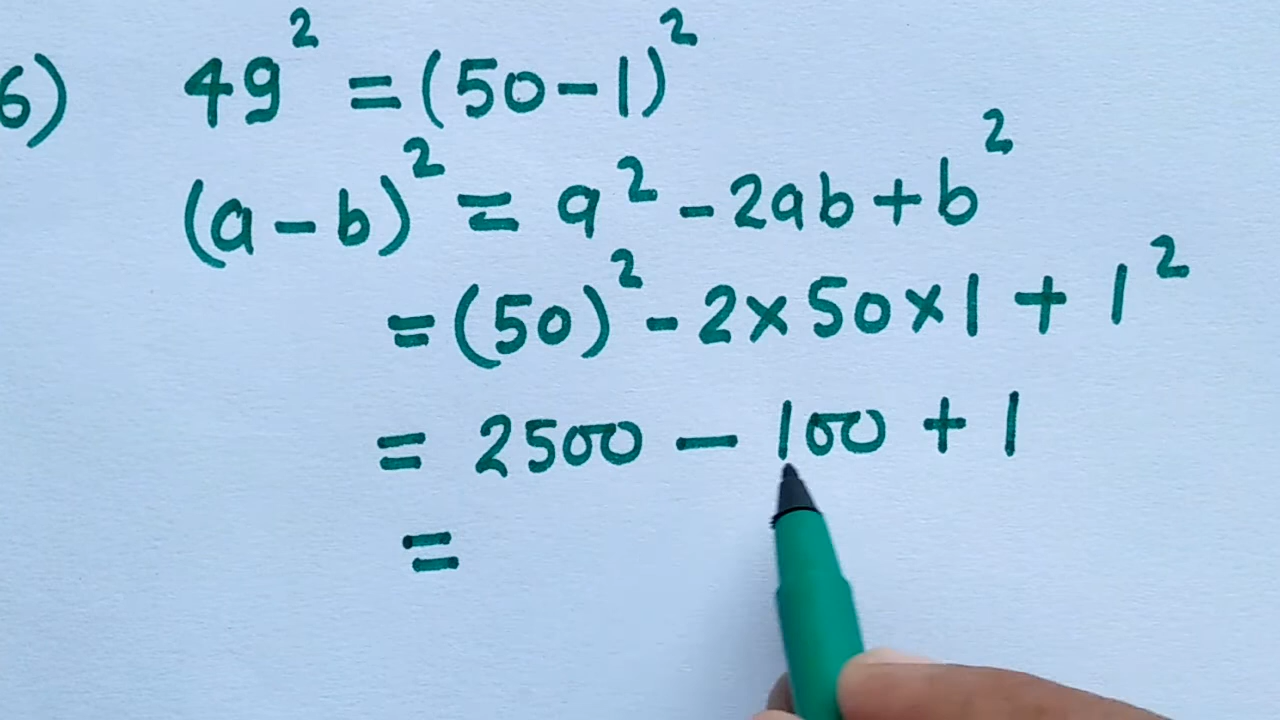 6) 49² = (50-1)²
(a-b)² = a² - 2ab + b²
= (50)² - 2×50×1 + 1²
= 2500 - 100 + 1
=